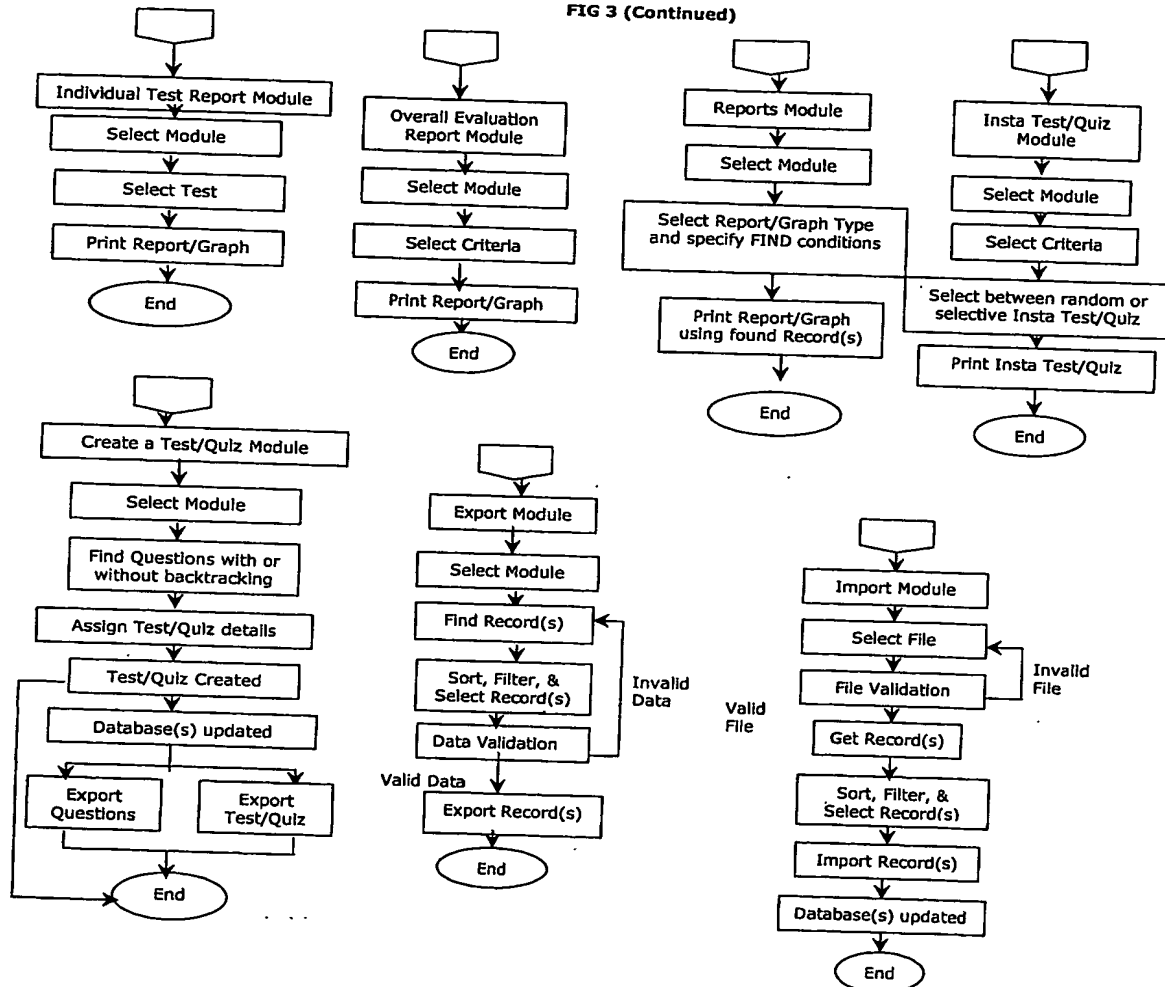 FIG 3 (Continued)
Individual Test Report Module
Select Module
Select Test
Print Report/Graph
End
Overall Evaluation
Report Module
Select Module
Select Criteria
Print Report/Graph
End
Reports Module
Select Module
Select Report/Graph Type
and specify FIND conditions
Print Report/Graph
using found Record(s)
End
Insta Test/Quiz
Module
Select Module
Select Criteria
Select between random or
selective Insta Test/Quiz
Print Insta Test/Quiz
End
Create a Test/Quiz Module
Select Module
Find Questions with or
without backtracking
Assign Test/Quiz details
Test/Quiz Created
Database(s) updated
Export
Questions
Export
Test/Quiz
End
Export Module
Select Module
Find Record(s)
Sort, Filter, &
Select Record(s)
Invalid
Data
Data Validation
Valid Data
Export Record(s)
End
Import Module
Select File
Invalid
File
File Validation
Valid
File
Get Record(s)
Sort, Filter, &
Select Record(s)
Import Record(s)
Database(s) updated
End